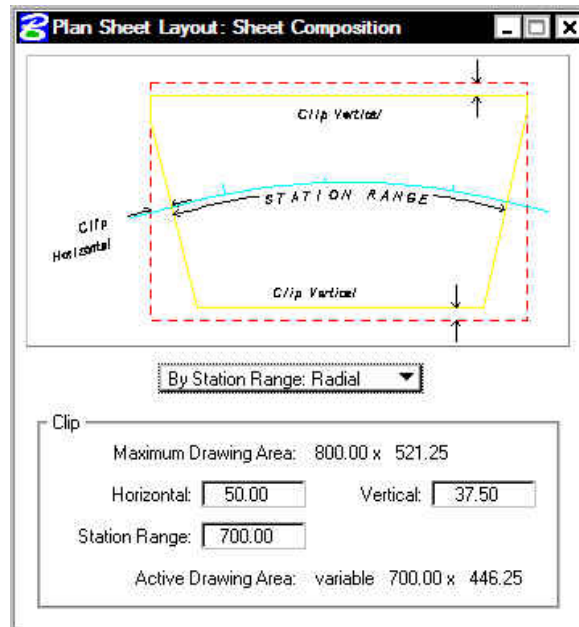 Plan Sheet Layout: Sheet Composition
Clip Vertical
STATION RANGE
Clip
Horizontal
Clip Vertical
By Station Range: Radial
Clip
Maximum Drawing Area: 800.00 x 521.25
Horizontal: 50.00 Vertical: 37.50
Station Range: 700.00
Active Drawing Area: variable 700.00 x 446.25